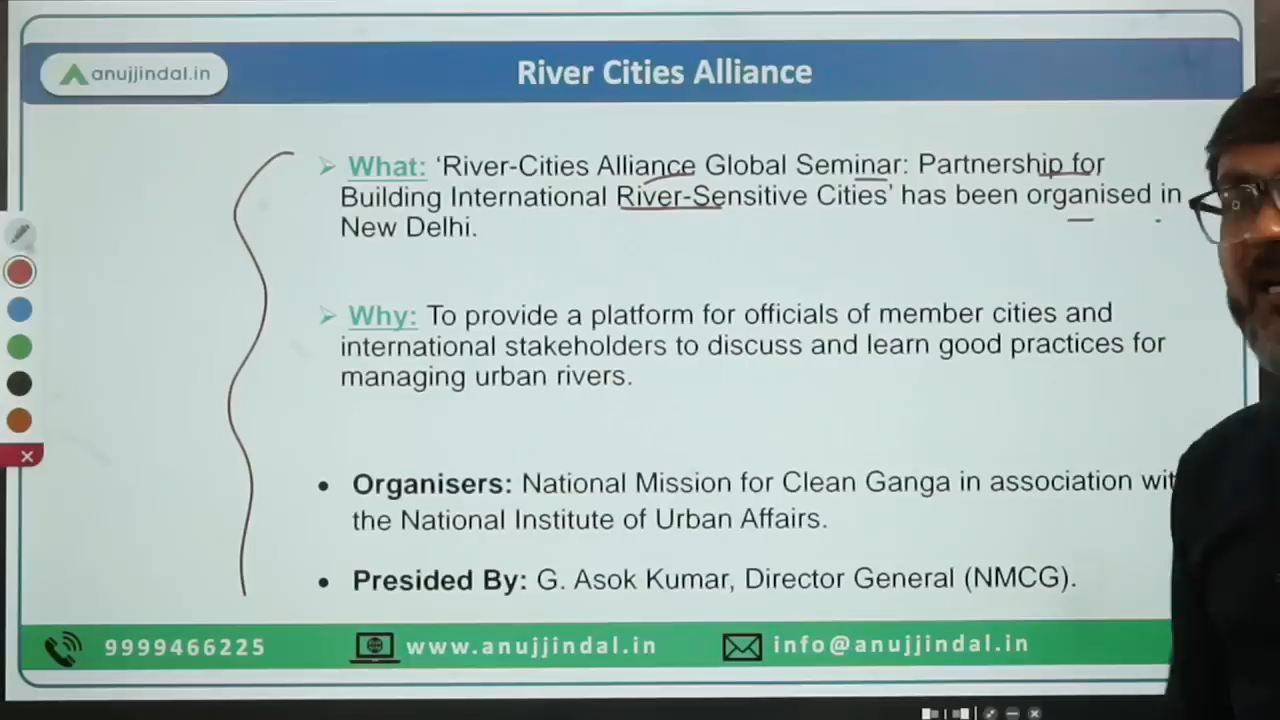 anujjindal.in
River Cities Alliance
What: ‘River-Cities Alliance Global Seminar: Partnership for
Building International River-Sensitive Cities’ has been organised in
New Delhi.
Why: To provide a platform for officials of member cities and
international stakeholders to discuss and learn good practices for
managing urban rivers.
Organisers: National Mission for Clean Ganga in association wit
the National Institute of Urban Affairs.
Presided By: G. Asok Kumar, Director General (NMCG).
9999466225 www.anujjindal.in info@anujjindal.in